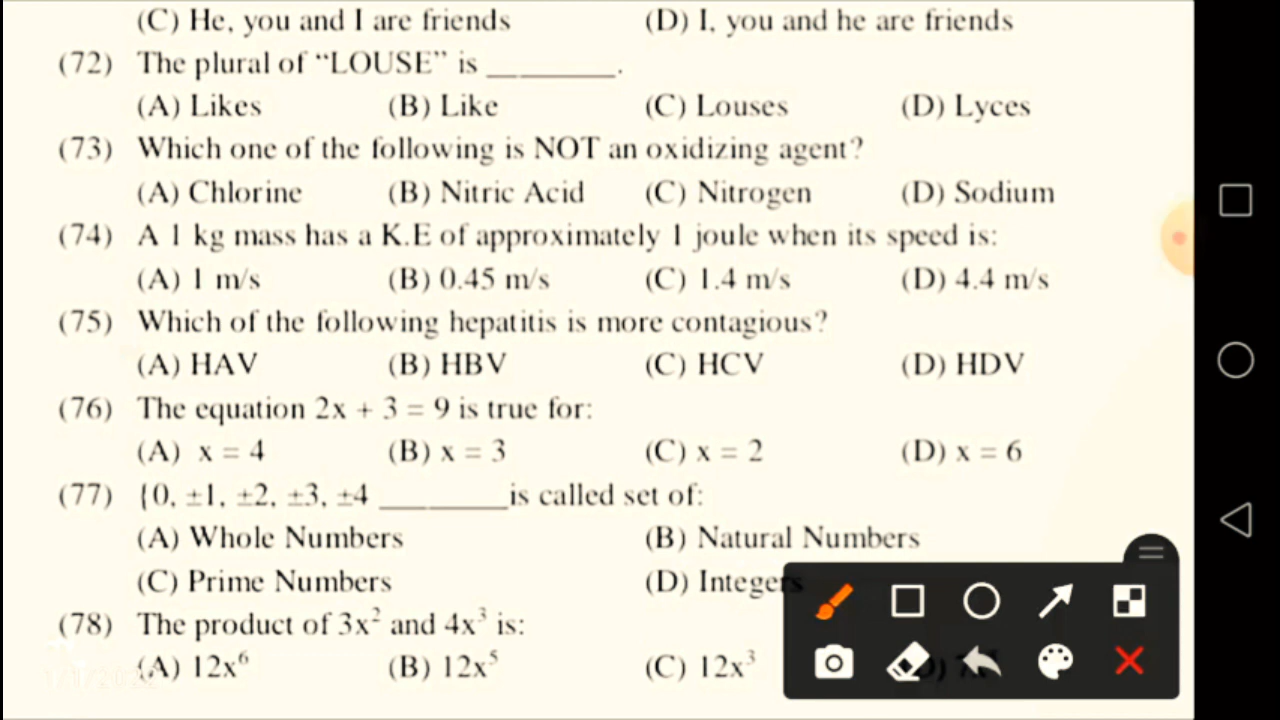 (C) He, you and I are friends (D) I, you and he are friends
(72) The plural of “LOUSE” is ________.
(A) Likes (B) Like (C) Louses (D) Lyces
(73) Which one of the following is NOT an oxidizing agent?
(A) Chlorine (B) Nitric Acid (C) Nitrogen (D) Sodium
(74) A 1 kg mass has a K.E of approximately 1 joule when its speed is:
(A) 1 m/s (B) 0.45 m/s (C) 1.4 m/s (D) 4.4 m/s
(75) Which of the following hepatitis is more contagious?
(A) HAV (B) HBV (C) HCV (D) HDV
(76) The equation 2x + 3 = 9 is true for:
(A) x = 4 (B) x = 3 (C) x = 2 (D) x = 6
(77) {0, ±1, ±2, ±3, ±4 ________is called set of:
(A) Whole Numbers (B) Natural Numbers
(C) Prime Numbers (D) Integers
(78) The product of 3x² and 4x³ is:
(A) 12x⁶ (B) 12x⁵ (C) 12x³